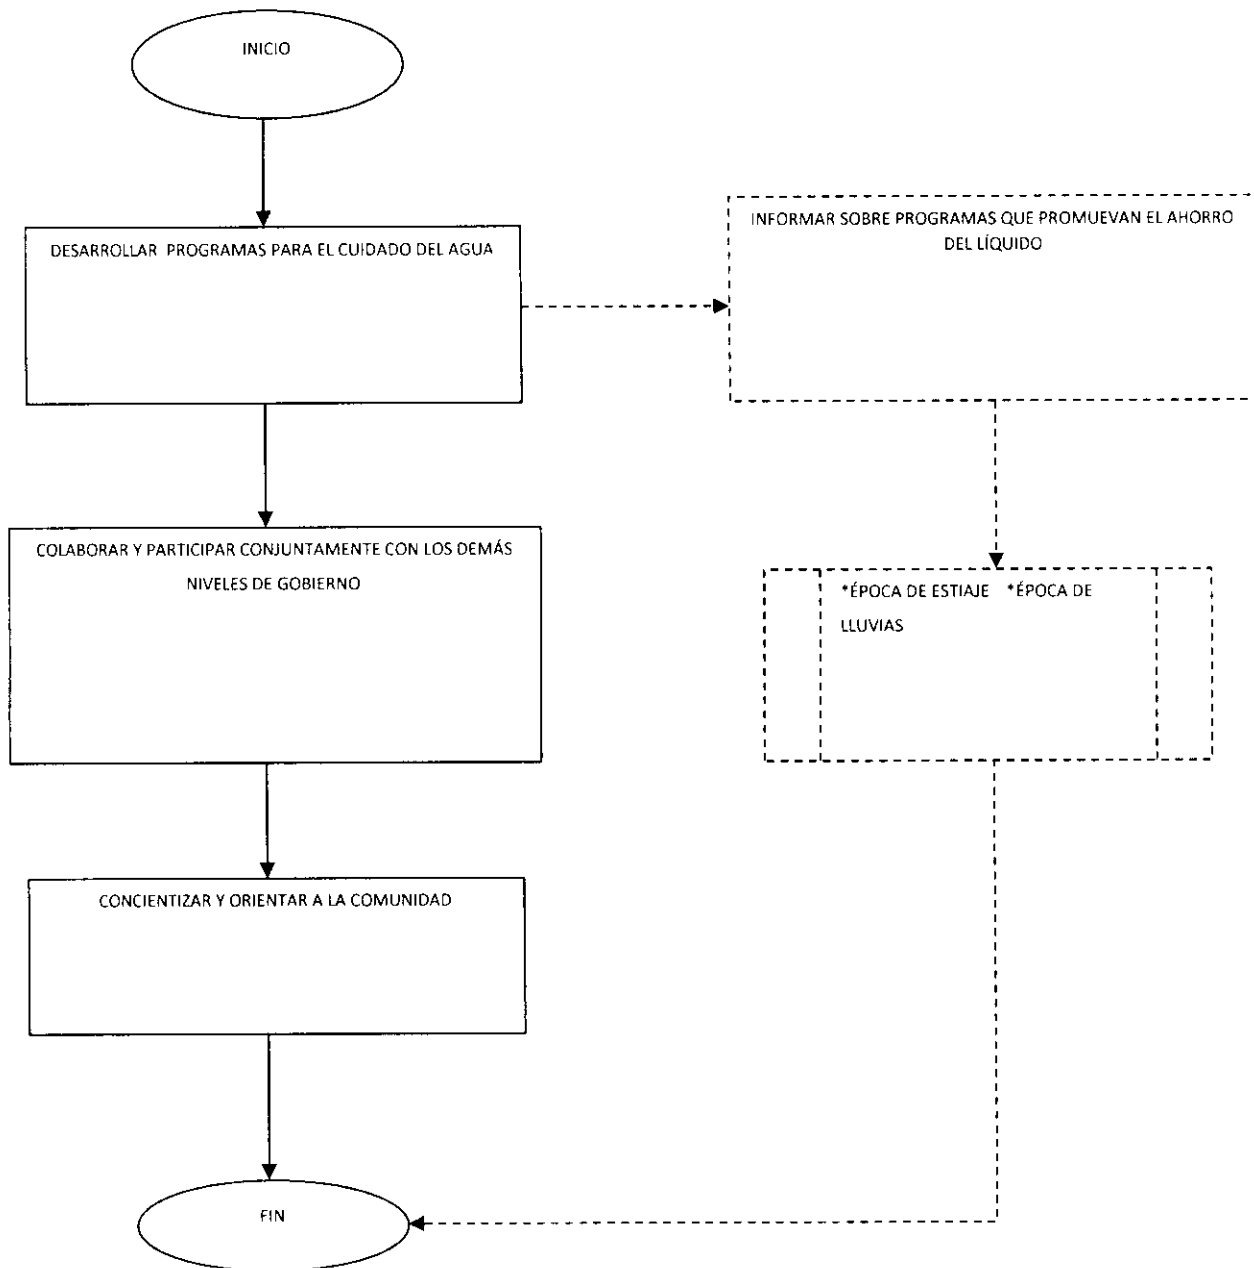 INICIO
DESARROLLAR PROGRAMAS PARA EL CUIDADO DEL AGUA
INFORMAR SOBRE PROGRAMAS QUE PROMUEVAN EL AHORRO
DEL LÍQUIDO
COLABORAR Y PARTICIPAR CONJUNTAMENTE CON LOS DEMÁS
NIVELES DE GOBIERNO
*ÉPOCA DE ESTIAJE *ÉPOCA DE
LLUVIAS
CONCIENTIZAR Y ORIENTAR A LA COMUNIDAD
FIN